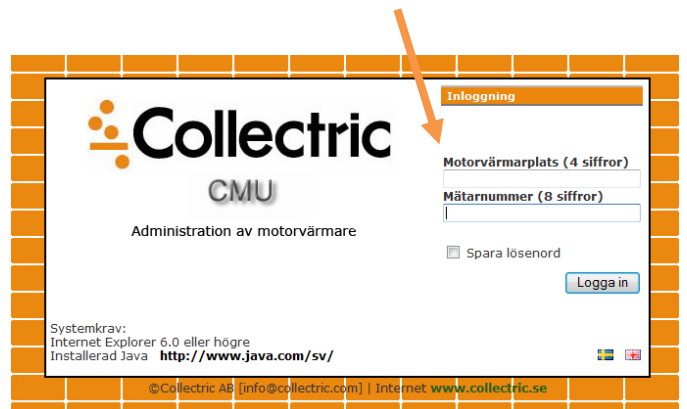 Collectric
CMU
Administration av motorvärmare
Inloggning
Motorvärmarplats (4 siffror)
Mätarnummer (8 siffror)
Spara lösenord
Logga in
Systemkrav:
Internet Explorer 6.0 eller högre
Installerad Java http://www.java.com/sv/
©Collectric AB [info@collectric.com] | Internet www.collectric.se